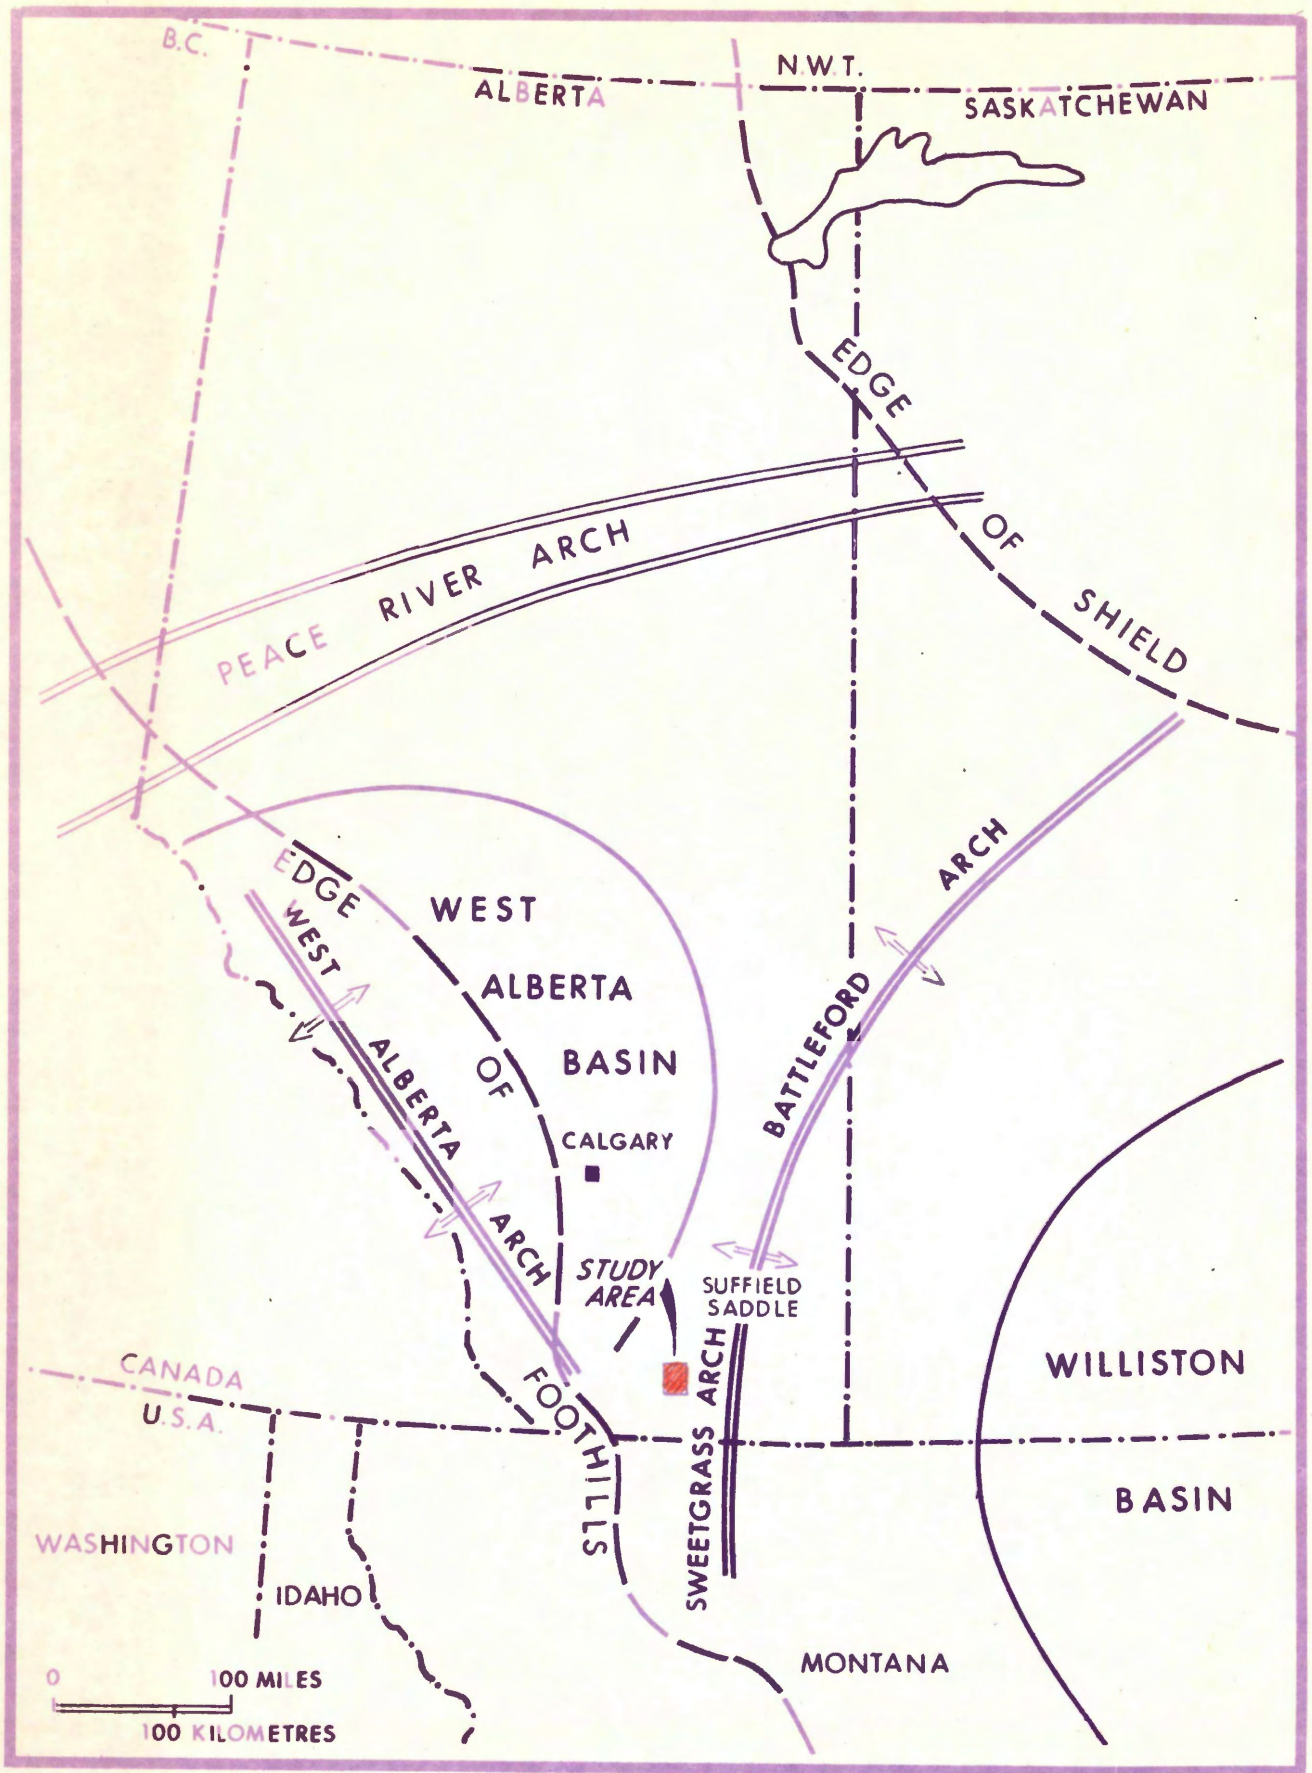 B.C.
N.W.T.
ALBERTA
SASKATCHEWAN
EDGE OF SHIELD
PEACE RIVER ARCH
BATTLEFORD ARCH
EDGE OF FOOTHILLS
WEST ALBERTA ARCH
WEST
ALBERTA
BASIN
CALGARY
STUDY
AREA
SUFFIELD
SADDLE
SWEETGRASS ARCH
WILLISTON
BASIN
CANADA
U.S.A.
WASHINGTON
IDAHO
MONTANA
0 100 MILES
100 KILOMETRES